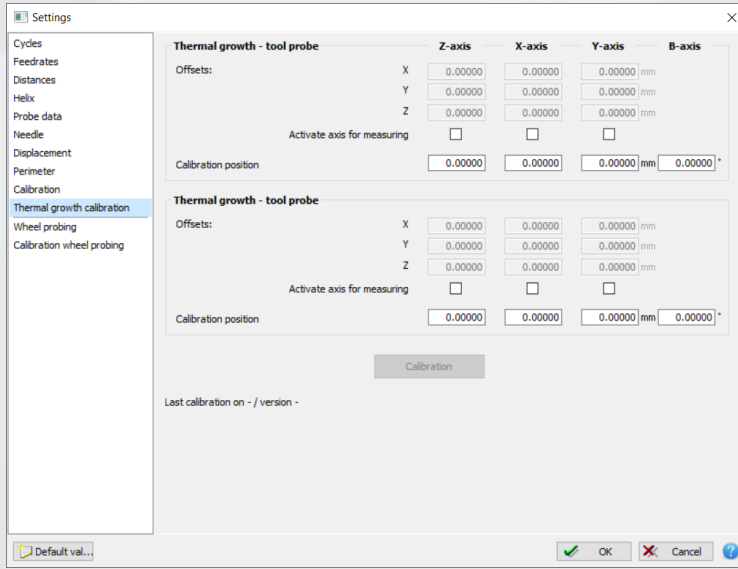 Settings
Cycles
Feedrates
Distances
Helix
Probe data
Needle
Displacement
Perimeter
Calibration
Thermal growth calibration
Wheel probing
Calibration wheel probing
Thermal growth - tool probe Z-axis X-axis Y-axis B-axis
Offsets: X 0.00000 0.00000 0.00000 mm
Y 0.00000 0.00000 0.00000 mm
Z 0.00000 0.00000 0.00000 mm
Activate axis for measuring
Calibration position 0.00000 0.00000 0.00000 mm 0.00000 °
Thermal growth - tool probe
Offsets: X 0.00000 0.00000 0.00000 mm
Y 0.00000 0.00000 0.00000 mm
Z 0.00000 0.00000 0.00000 mm
Activate axis for measuring
Calibration position 0.00000 0.00000 0.00000 mm 0.00000 °
Calibration
Last calibration on - / version -
Default val... OK Cancel ?